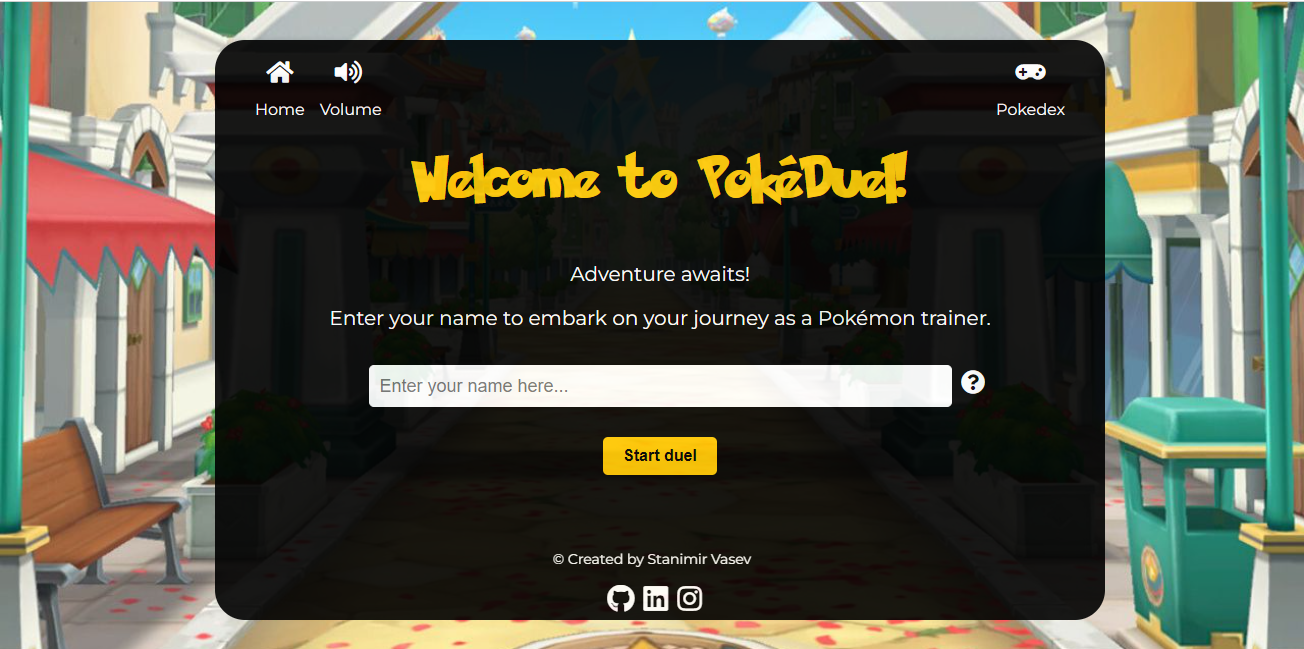 Home
Volume
Pokedex
Welcome to PokéDuel!
Adventure awaits!
Enter your name to embark on your journey as a Pokémon trainer.
Enter your name here...
?
Start duel
© Created by Stanimir Vasev
in